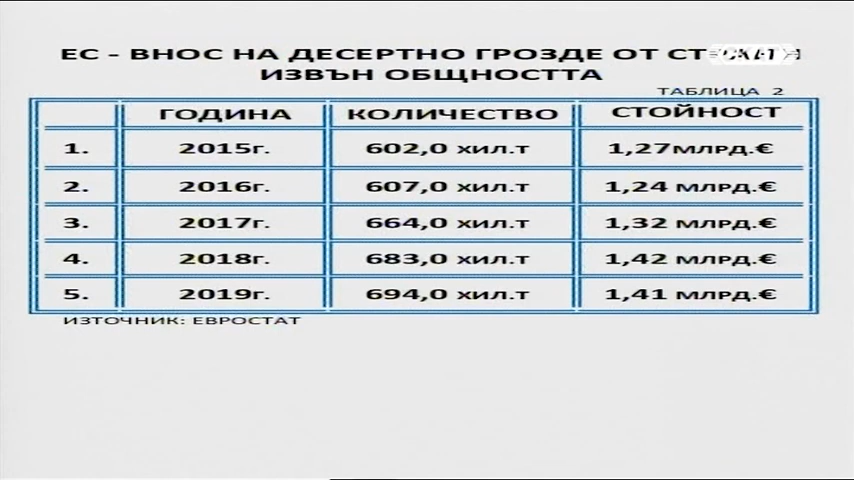 ЕС - ВНОС НА ДЕСЕРТНО ГРОЗДЕ ОТ
ИЗВЪН ОБЩНОСТТА
ТАБЛИЦА 2
ГОДИНА КОЛИЧЕСТВО СТОЙНОСТ
1. 2015г. 602,0 хил.т 1,27млрд.€
2. 2016г. 607,0 хил.т 1,24 млрд.€
3. 2017г. 664,0 хил.т 1,32 млрд.€
4. 2018г. 683,0 хил.т 1,42 млрд.€
5. 2019г. 694,0 хил.т 1,41 млрд.€
ИЗТОЧНИК: ЕВРОСТАТ